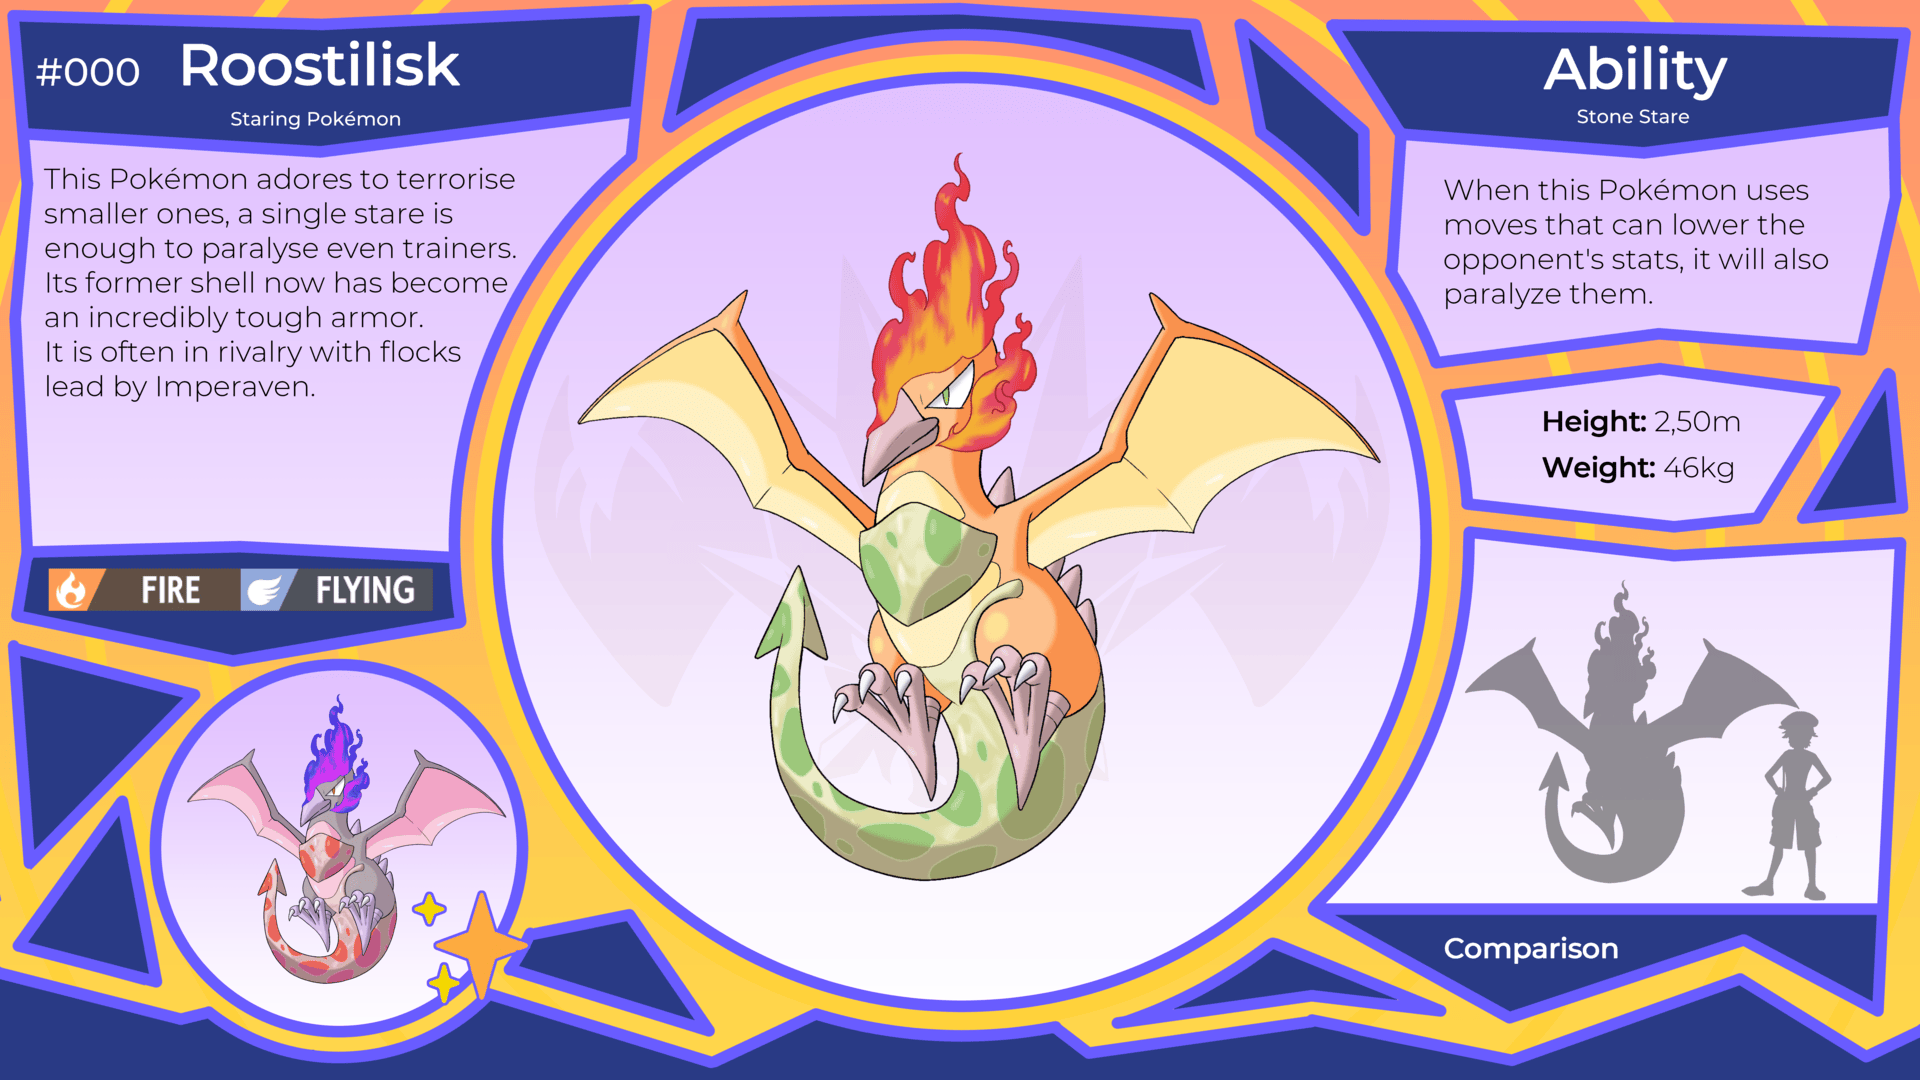 #000 Roostilisk
Staring Pokémon
This Pokémon adores to terrorise
smaller ones, a single stare is
enough to paralyse even trainers.
Its former shell now has become
an incredibly tough armor.
It is often in rivalry with flocks
lead by Imperaven.
FIRE FLYING
Ability
Stone Stare
When this Pokémon uses
moves that can lower the
opponent's stats, it will also
paralyze them.
Height: 2,50m
Weight: 46kg
Comparison